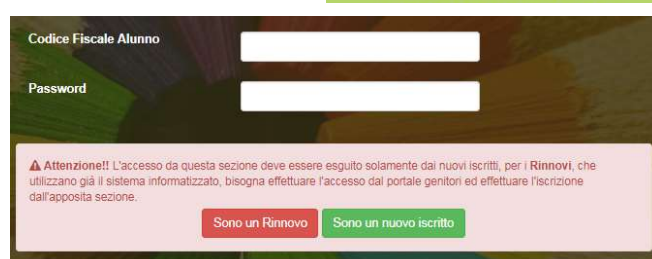 Codice Fiscale Alunno
Password
Attenzione!! L'accesso da questa sezione deve essere esguito solamente dai nuovi iscritti, per i Rinnovi, che
utilizzano già il sistema informatizzato, bisogna effettuare l'accesso dal portale genitori ed effettuare l'iscrizione
dall'apposita sezione.
Sono un Rinnovo Sono un nuovo iscritto